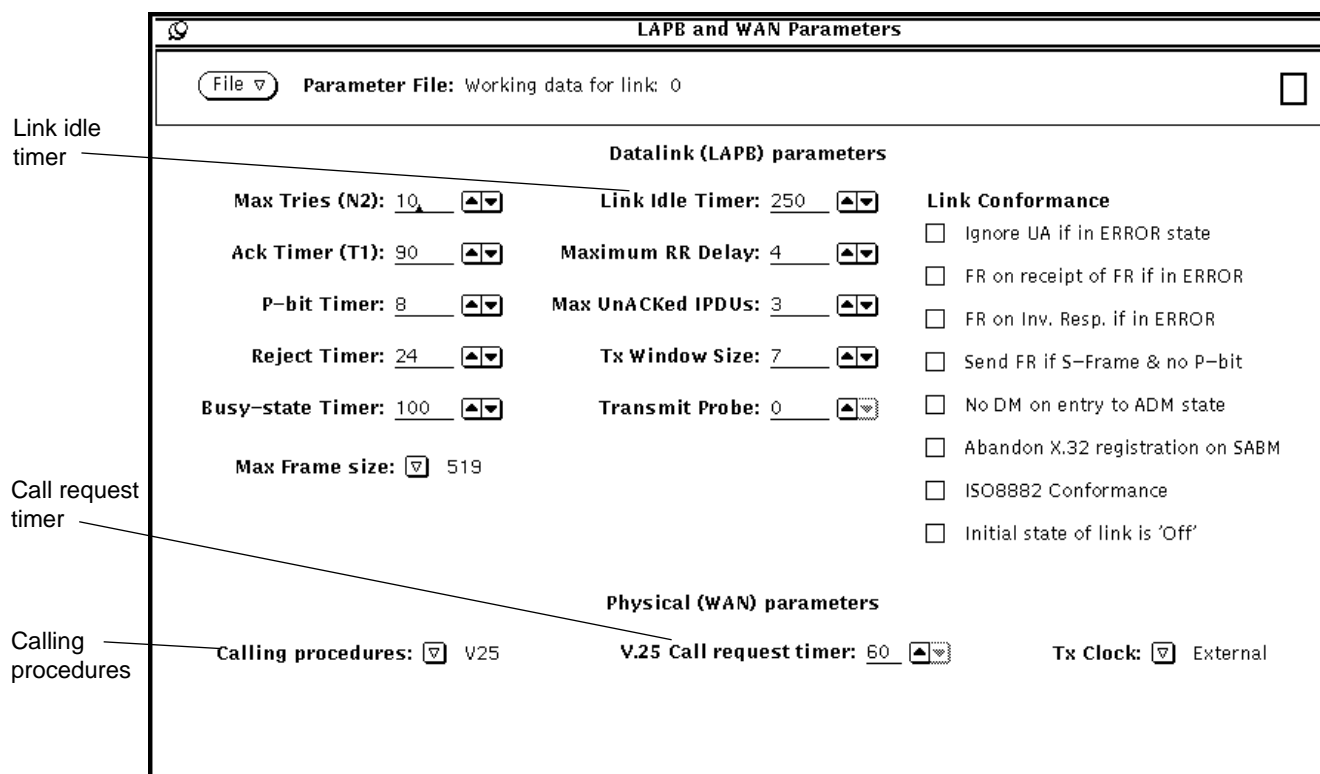 LAPB and WAN Parameters
File Parameter File: Working data for link: 0
Link idle
timer
Datalink (LAPB) parameters
Max Tries (N2): 10 Link Idle Timer: 250 Link Conformance
Ignore UA if in ERROR state
Ack Timer (T1): 90 Maximum RR Delay: 4
FR on receipt of FR if in ERROR
P-bit Timer: 8 Max UnACKed IPDUs: 3
FR on Inv. Resp. if in ERROR
Reject Timer: 24 Tx Window Size: 7
Send FR if S-Frame & no P-bit
Busy-state Timer: 100 Transmit Probe: 0
No DM on entry to ADM state
Abandon X.32 registration on SABM
Max Frame size: 519
Call request
timer
ISO8882 Conformance
Initial state of link is 'Off'
Physical (WAN) parameters
Calling
procedures
Calling procedures: V25 V.25 Call request timer: 60 Tx Clock: External